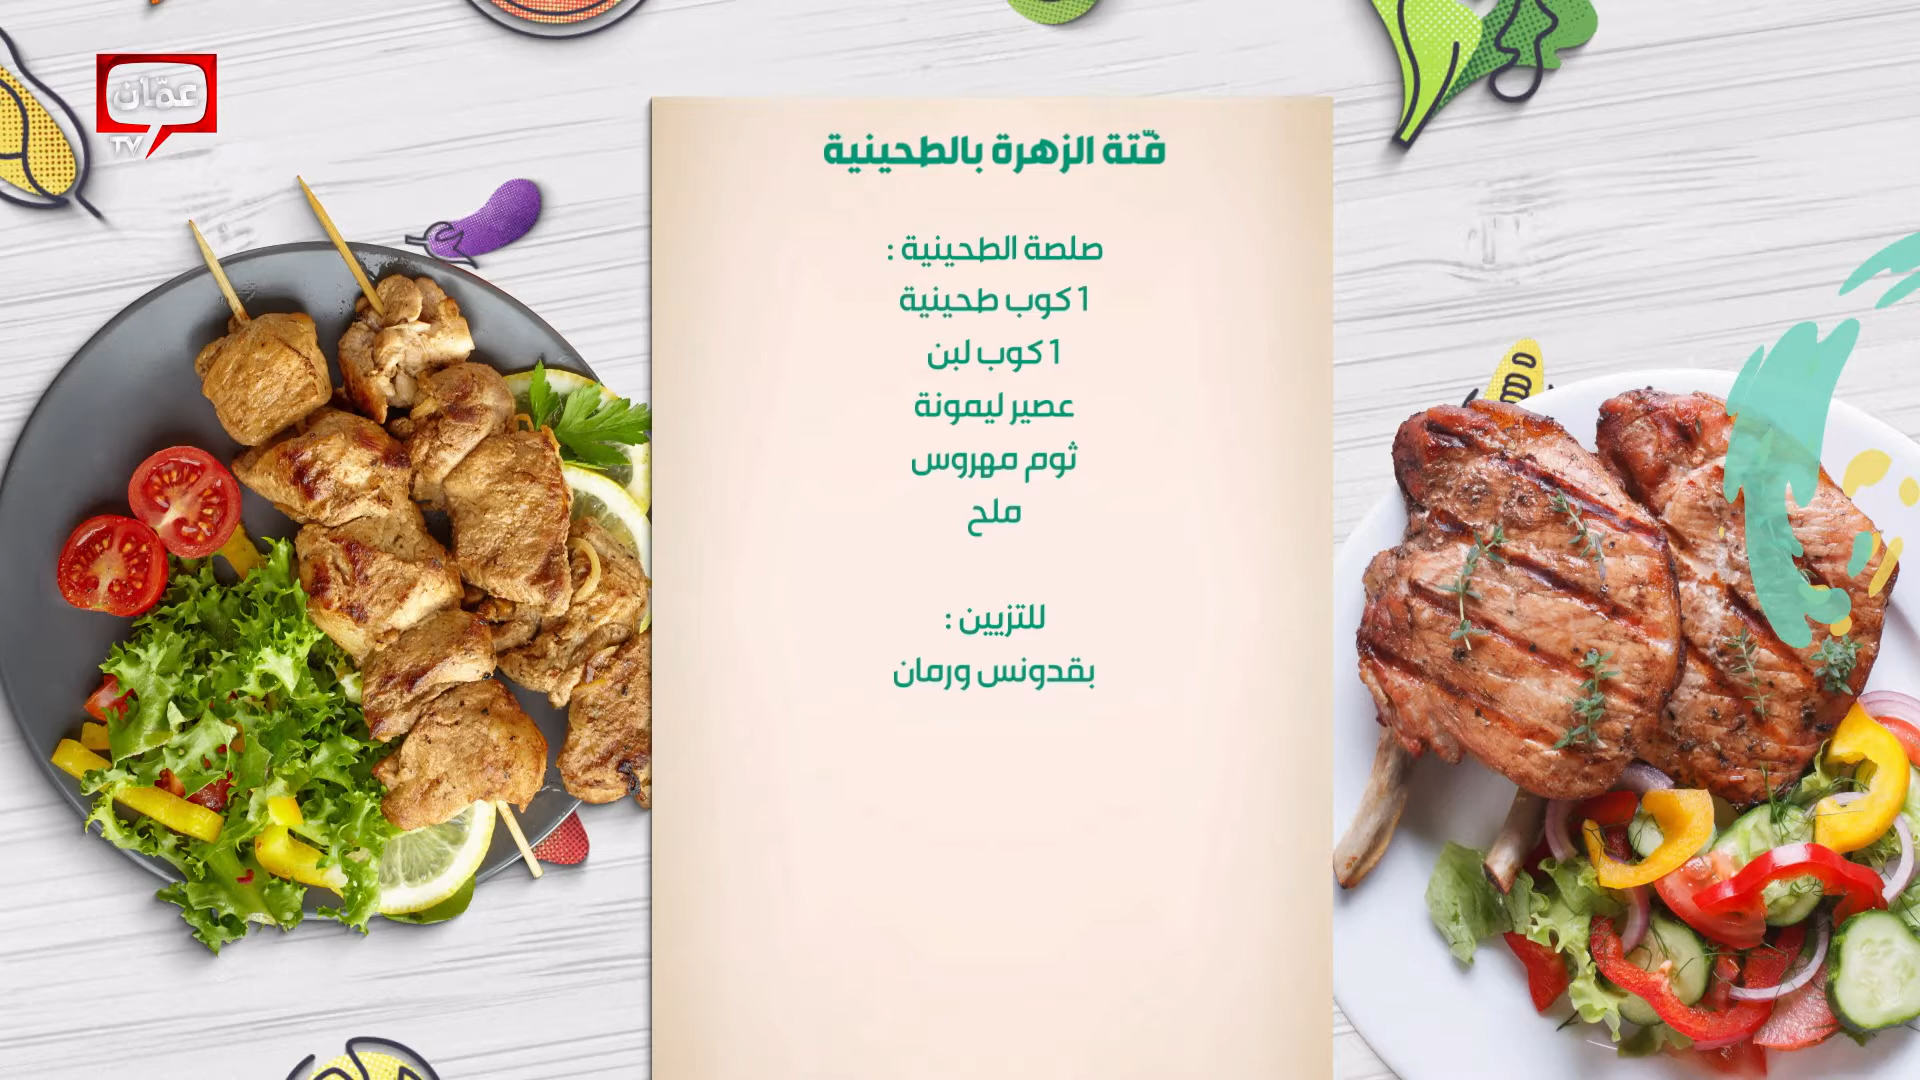 عمّان
TV
فّتة الزهرة بالطحينية
صلصة الطحينية :
1 كوب طحينية
1 كوب لبن
عصير ليمونة
ثوم مهروس
ملح
للتزيين :
بقدونس ورمان